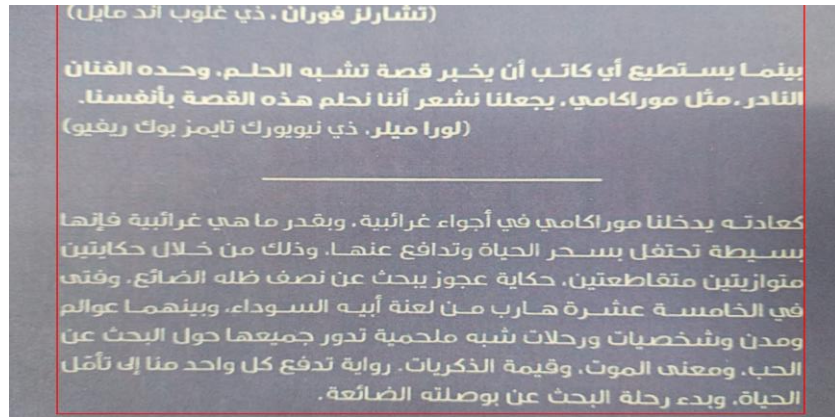 (تشارلز فوران، ذي غلوب اند مايل)
بينما يستطيع أي كاتب أن يخبر قصة تشبه الحلم، وحده الفنان
النادر، مثل موراكامي، يجعلنا نشعر أننا نحلم هذه القصة بأنفسنا.
(لورا ميلر، ذي نيويورك تايمز بوك ريفيو)
كعادته يدخلنا موراكامي في أجواء غرائبية، وبقدر ما هي غرائبية فإنها
بسيطة تحتفل بسحر الحياة وتدافع عنها، وذلك من خلال حكايتين
متوازيتين متقاطعتين، حكاية عجوز يبحث عن نصف ظله الضائع، وفتى
في الخامسة عشرة هارب من لعنة أبيه السوداء، وبينهما عوالم
ومدن وشخصيات ورحلات شبه ملحمية تدور جميعها حول البحث عن
الحب، ومعنى الموت، وقيمة الذكريات. رواية تدفع كل واحد منا إلى تأمّل
الحياة، وبدء رحلة البحث عن بوصلته الضائعة.